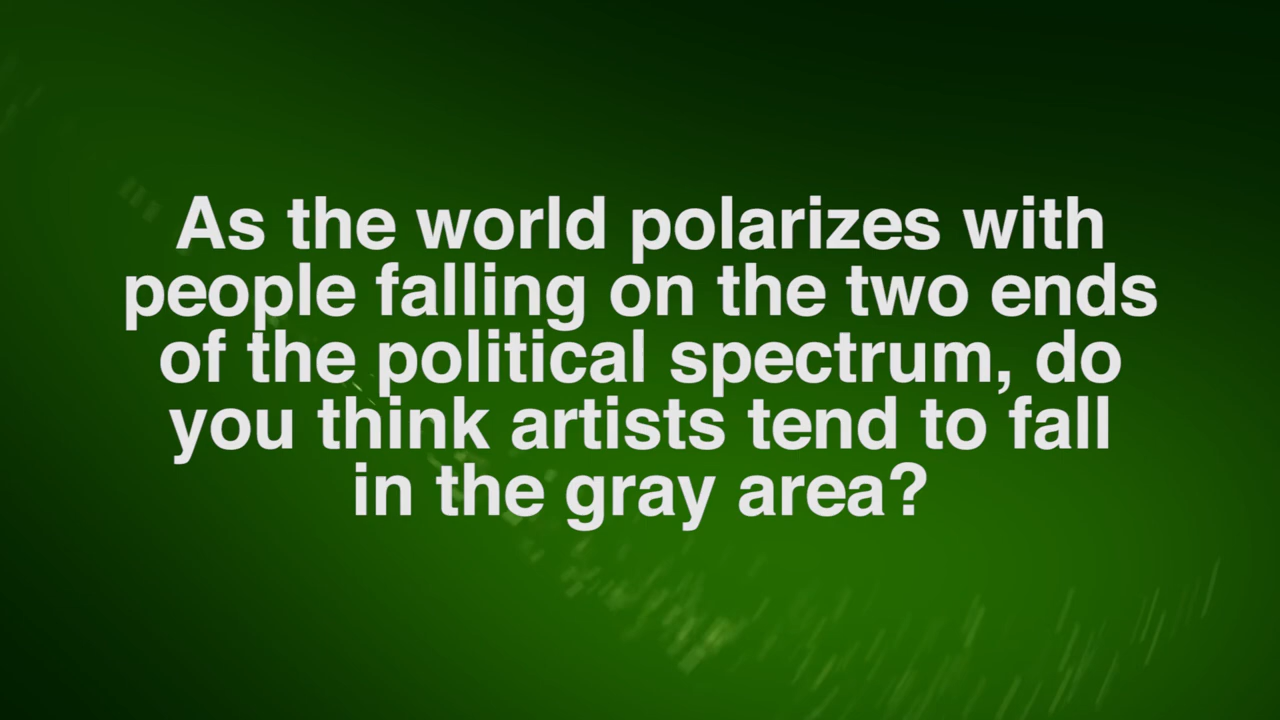 As the world polarizes with
people falling on the two ends
of the political spectrum, do
you think artists tend to fall
in the gray area?